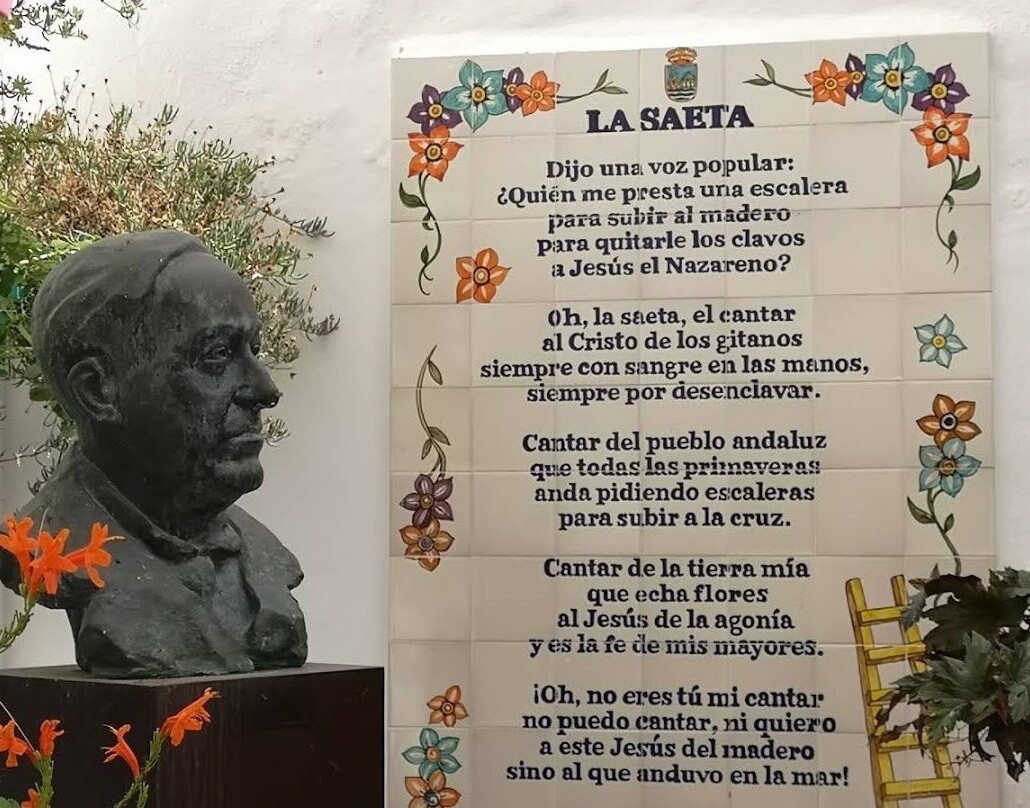 LA SAETA
Dijo una voz popular:
¿Quién me presta una escalera
para subir al madero
para quitarle los clavos
a Jesús el Nazareno?
Oh, la saeta, el cantar
al Cristo de los gitanos
siempre con sangre en las manos,
siempre por desenclavar.
Cantar del pueblo andaluz
que todas las primaveras
anda pidiendo escaleras
para subir a la cruz.
Cantar de la tierra mía
que echa flores
al Jesús de la agonía
y es la fe de mis mayores.
¡Oh, no eres tú mi cantar
no puedo cantar, ni quiero
a este Jesús del madero
sino al que anduvo en la mar!